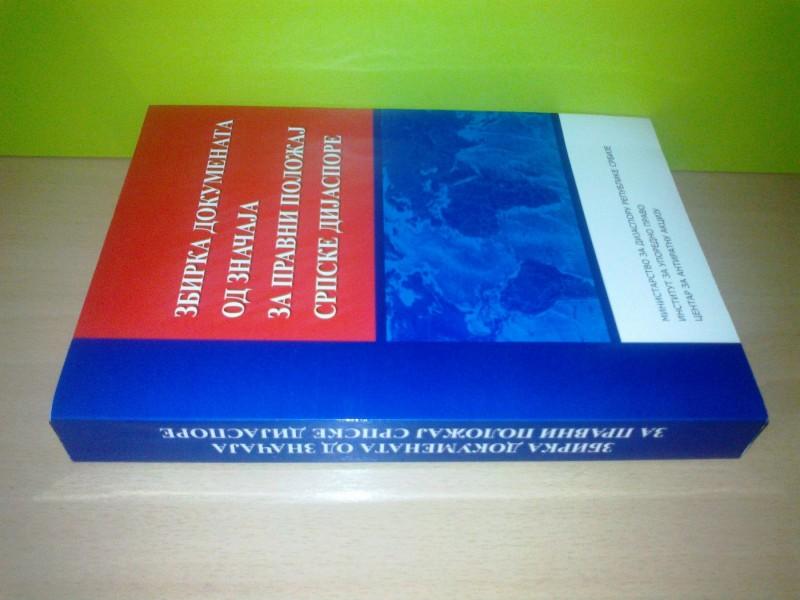 ЗБИРКА ДОКУМЕНАТА
ОД ЗНАЧАЈА
ЗА ПРАВНИ ПОЛОЖАЈ
СРПСКЕ ДИЈАСПОРЕ
МИНИСТАРСТВО ЗА ДИЈАСПОРУ РЕПУБЛИКЕ СРБИЈЕ
ИНСТИТУТ ЗА УПОРЕДНО ПРАВО
ЦЕНТАР ЗА АНТИРАТНУ АКЦИЈУ
ЗБИРКА ДОКУМЕНАТА ОД ЗНАЧАЈА
ЗА ПРАВНИ ПОЛОЖАЈ СРПСКЕ ДИЈАСПОРЕ